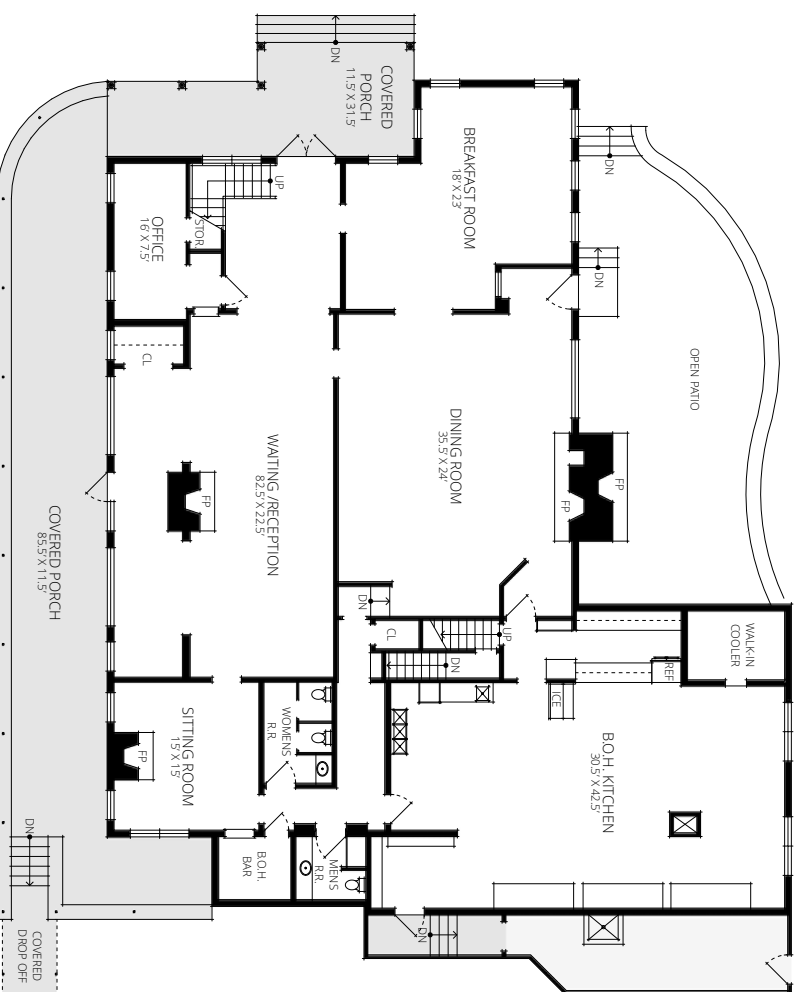 DN
COVERED
PORCH
11.5' X 31.5'
BREAKFAST ROOM
18' X 23'
DN
UP
STOR.
OFFICE
16' X 7.5'
DN
CL
OPEN PATIO
DINING ROOM
35.5' X 24'
WAITING /RECEPTION
82.5' X 22.5'
FP
FP
FP
COVERED PORCH
85.5' X 11.5'
DN
CL
UP
DN
WALK-IN
COOLER
REF
ICE
SITTING ROOM
15' X 15'
FP
WOMENS
R.R.
B.O.H. KITCHEN
30.5' X 42.5'
DN
B.O.H.
BAR
MENS
R.R.
DN
COVERED
DROP OFF